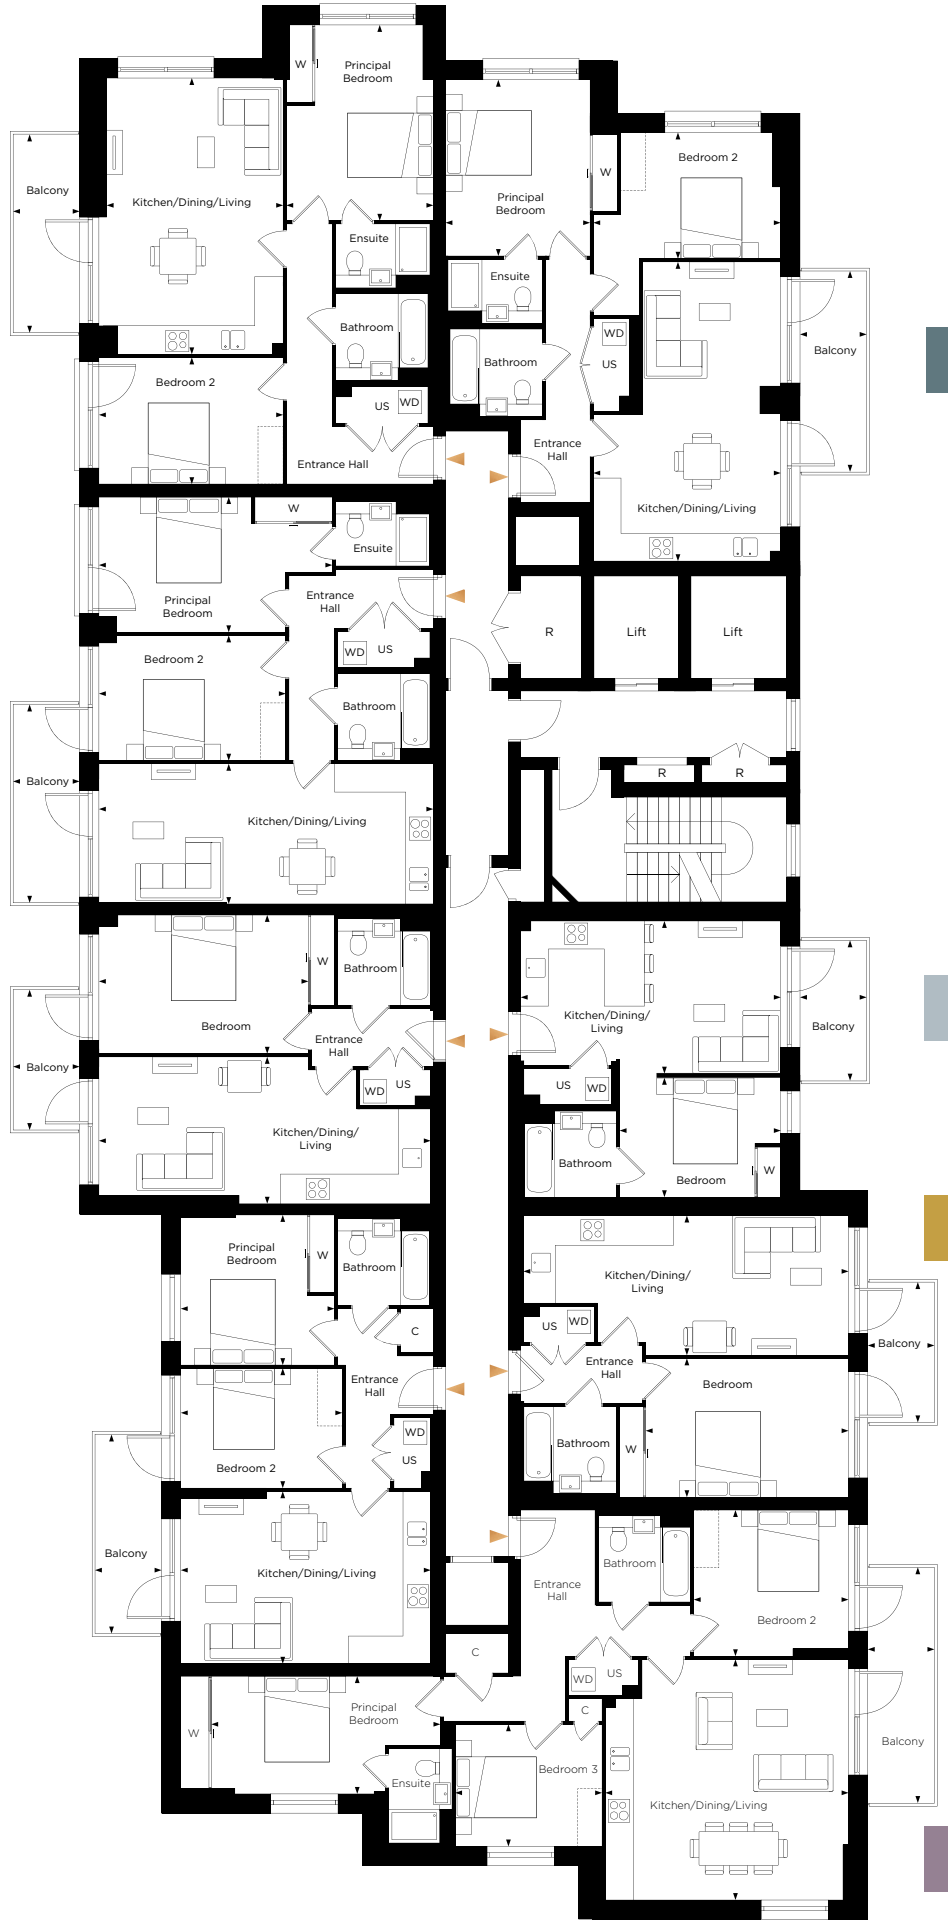 W
Principal
Bedroom
Balcony
Kitchen/Dining/Living
Ensuite
Bathroom
Bedroom 2
US
WD
Entrance Hall
Principal
Bedroom
W
Bedroom 2
Ensuite
Bathroom
WD
US
Balcony
Entrance
Hall
Kitchen/Dining/Living
W
Ensuite
Principal
Bedroom
Entrance
Hall
WD
US
Bedroom 2
Bathroom
Balcony
Kitchen/Dining/Living
R
Lift
Lift
R
R
W
Bathroom
Bedroom
Entrance
Hall
US
WD
Balcony
Kitchen/Dining/
Living
Kitchen/Dining/
Living
Balcony
US
WD
Bathroom
Bedroom
W
Principal
Bedroom
W
Bathroom
C
Entrance
Hall
WD
US
Bedroom 2
Balcony
Kitchen/Dining/Living
Kitchen/Dining/
Living
US
WD
Entrance
Hall
Bedroom
Balcony
Bathroom
W
Bathroom
Entrance
Hall
Bedroom 2
C
WD
US
C
Principal
Bedroom
W
Ensuite
Bedroom 3
Balcony
Kitchen/Dining/Living